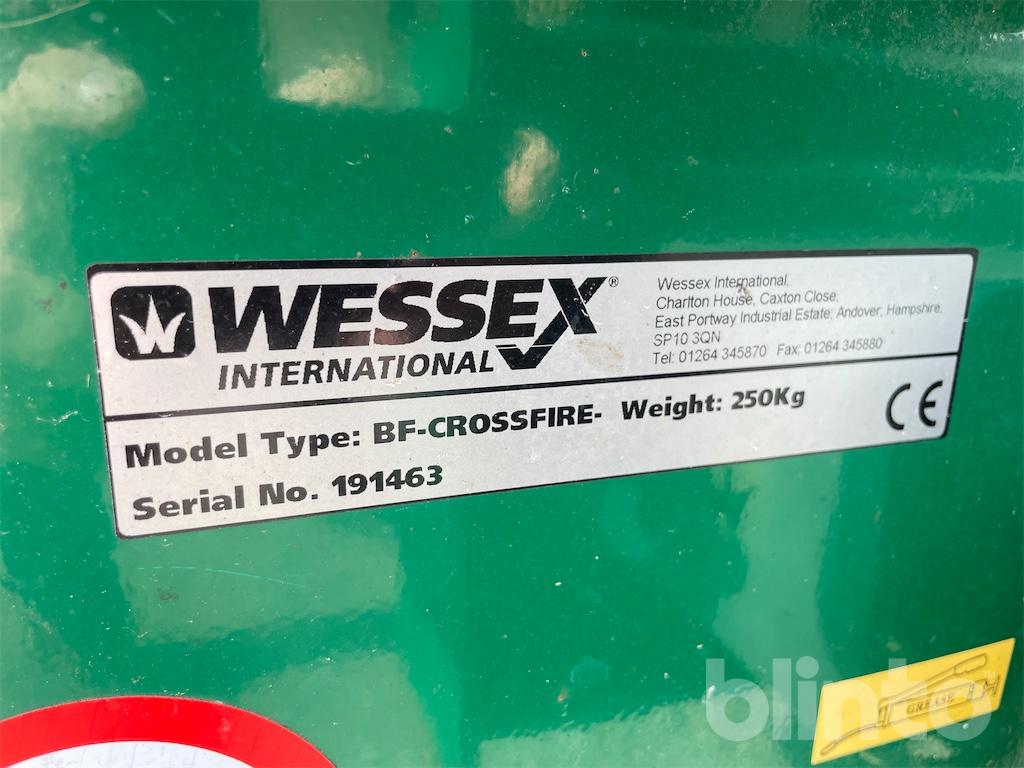 WESSEX®
INTERNATIONAL
Wessex International,
Charlton House, Caxton Close,
East Portway Industrial Estate, Andover, Hampshire,
SP10 3QN
Tel: 01264 345870 Fax: 01264 345880
Model Type: BF-CROSSFIRE- Weight: 250Kg
CE
Serial No. 191463
GREASE
blinto